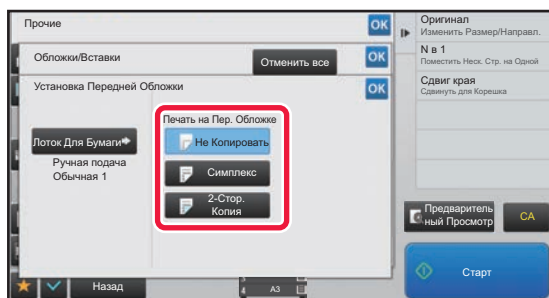 Прочие
OK
Обложки/Вставки
Отменить все
OK
Установка Передней Обложки
OK
Печать на Пер. Обложке
Лоток Для Бумаги
Ручная подача
Обычная 1
Не Копировать
Симплекс
2-Стор.
Копия
Назад
4
A3
Оригинал
Изменить Размер/Направл.
N в 1
Поместить Неск. Стр. на Одной
Сдвиг края
Сдвинуть для Корешка
Предваритель
ный Просмотр
CA
Старт